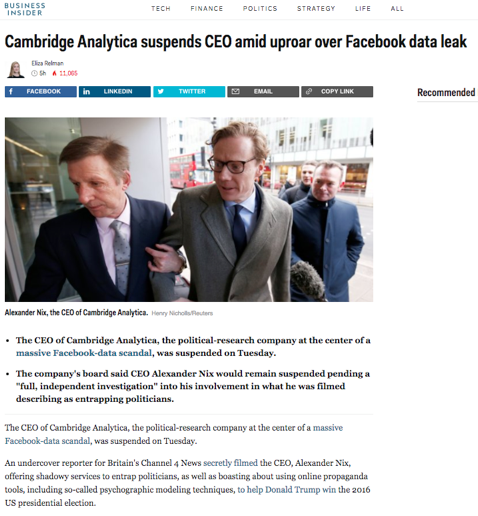 BUSINESS
INSIDER
TECH FINANCE POLITICS STRATEGY LIFE ALL
Cambridge Analytica suspends CEO amid uproar over Facebook data leak
Eliza Relman
5h 11,065
FACEBOOK LINKEDIN TWITTER EMAIL COPY LINK
Recommended
Alexander Nix, the CEO of Cambridge Analytica. Henry Nicholls/Reuters
• The CEO of Cambridge Analytica, the political-research company at the center of a
massive Facebook-data scandal, was suspended on Tuesday.
• The company's board said CEO Alexander Nix would remain suspended pending a
"full, independent investigation" into his involvement in what he was filmed
describing as entrapping politicians.
The CEO of Cambridge Analytica, the political-research company at the center of a massive
Facebook-data scandal, was suspended on Tuesday.
An undercover reporter for Britain's Channel 4 News secretly filmed the CEO, Alexander Nix,
offering shadowy services to entrap politicians, as well as boasting about using online propaganda
tools, including so-called psychographic modeling techniques, to help Donald Trump win the 2016
US presidential election.